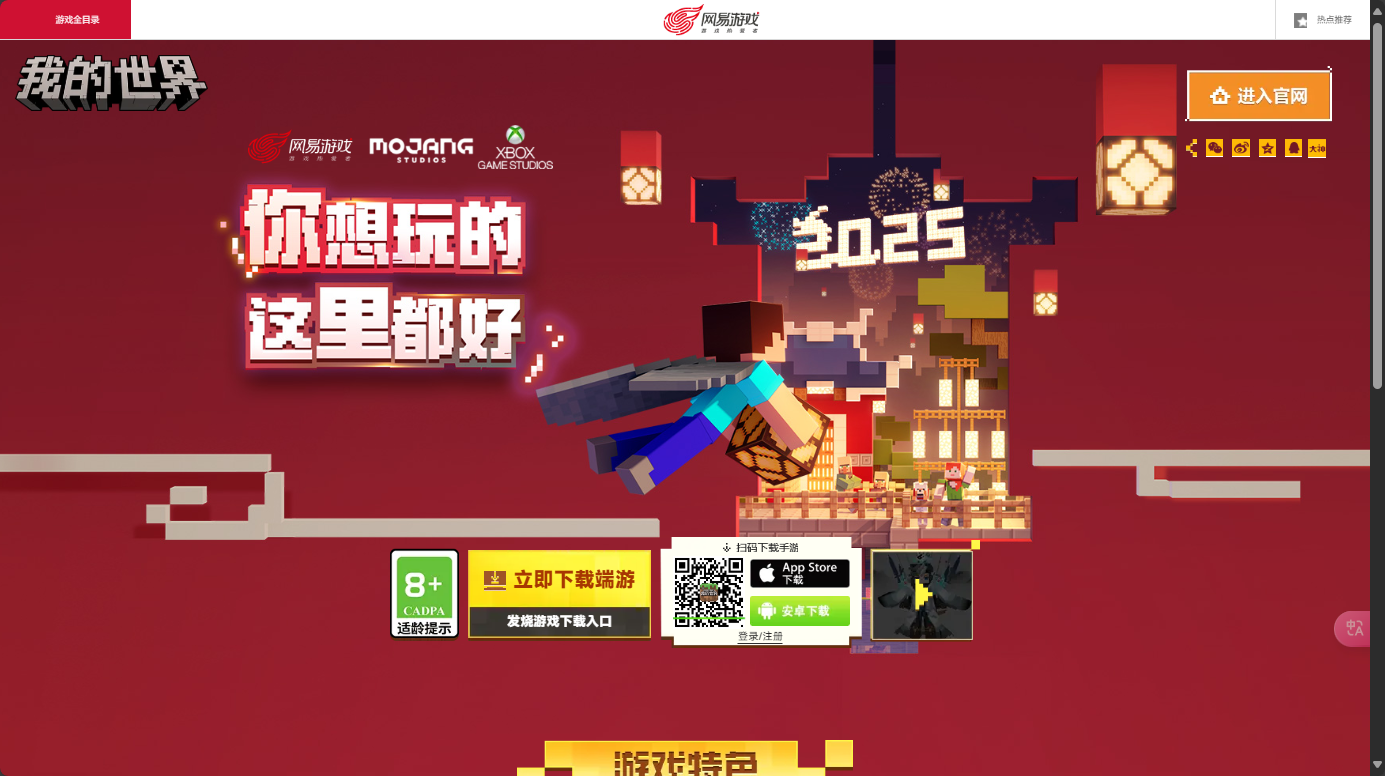 游戏全目录
网易游戏
游戏热爱者
热点推荐
我的世界
进入官网
网易游戏
游戏热爱者
MOJANG
STUDIOS
XBOX
GAME STUDIOS
大神
你想玩的
这里都好
2025
8+
CADPA
适龄提示
立即下载端游
发烧游戏下载入口
扫码下载手游
App Store
下载
安卓下载
登录/注册
中
A
游戏特色